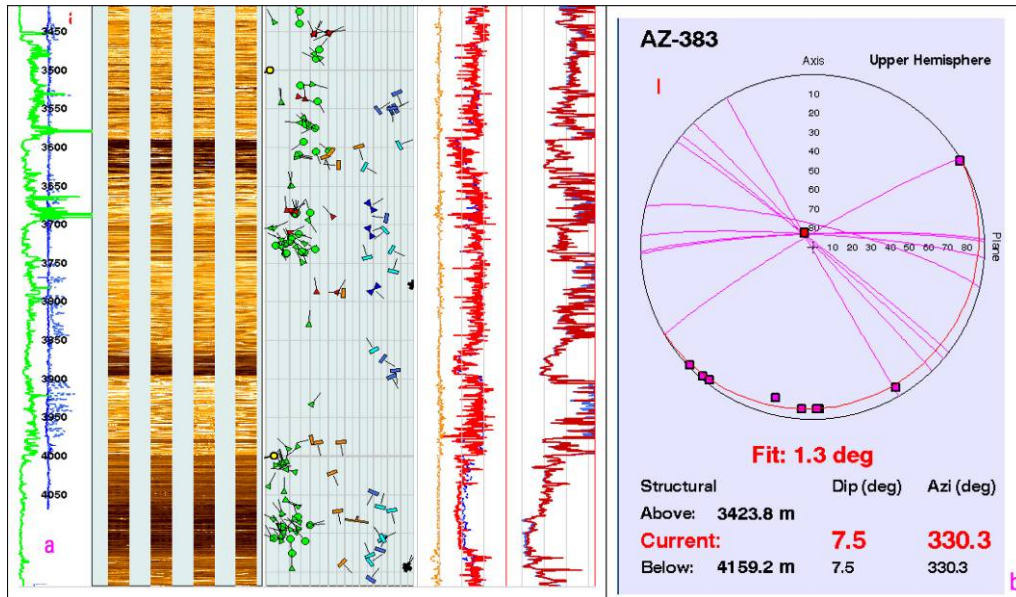 i
3450
3500
3550
3600
3650
3700
3750
3800
3850
3900
3950
4000
4050
a
AZ-383
Axis
Upper Hemisphere
I
10
20
30
40
50
60
70
80
10 20 30 40 50 60 70 80
Plane
Fit: 1.3 deg
Structural Dip (deg) Azi (deg)
Above: 3423.8 m
Current: 7.5 330.3
Below: 4159.2 m 7.5 330.3
b